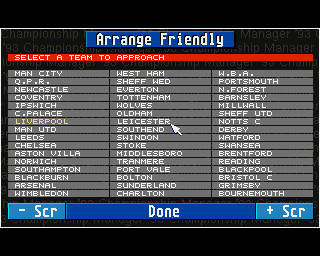 Arrange Friendly
SELECT A TEAM TO APPROACH
MAN CITY WEST HAM W.B.A.
Q.P.R. SHEFF WED PORTSMOUTH
NEWCASTLE EVERTON N.FOREST
COVENTRY TOTTENHAM BARNSLEY
IPSWICH WOLVES MILLWALL
C.PALACE OLDHAM SHEFF UTD
LIVERPOOL LEICESTER NOTTS C
MAN UTD SOUTHEND DERBY
LEEDS SWINDON WATFORD
CHELSEA STOKE SWANSEA
ASTON VILLA MIDDLESBORO BRENTFORD
NORWICH TRANMERE READING
SOUTHAMPTON PORT VALE BLACKPOOL
BLACKBURN BOLTON BRISTOL C
ARSENAL SUNDERLAND GRIMSBY
WIMBLEDON CHARLTON BOURNEMOUTH
- Scr Done + Scr